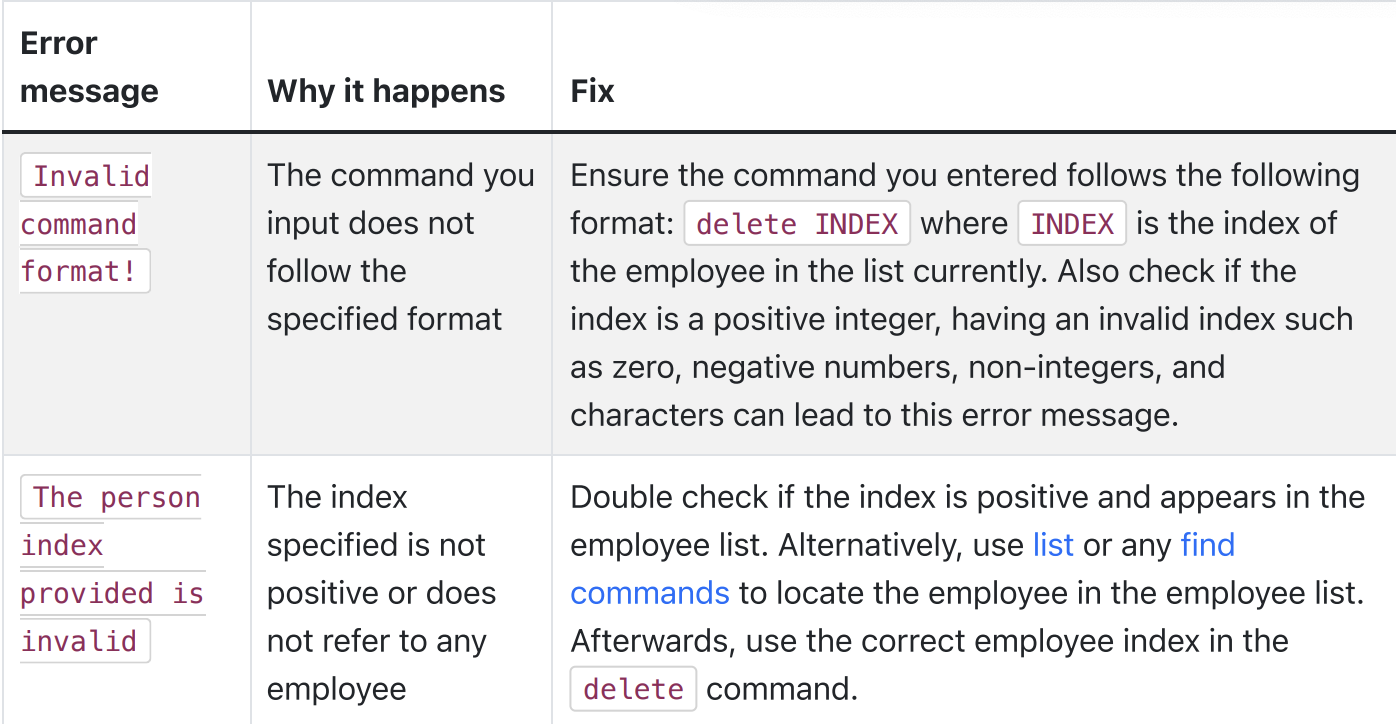 Error
message
Why it happens
Fix
Invalid
command
format!
The command you
input does not
follow the
specified format
Ensure the command you entered follows the following
format: delete INDEX where INDEX is the index of
the employee in the list currently. Also check if the
index is a positive integer, having an invalid index such
as zero, negative numbers, non-integers, and
characters can lead to this error message.
The person
index
provided is
invalid
The index
specified is not
positive or does
not refer to any
employee
Double check if the index is positive and appears in the
employee list. Alternatively, use list or any find
commands to locate the employee in the employee list.
Afterwards, use the correct employee index in the
delete command.